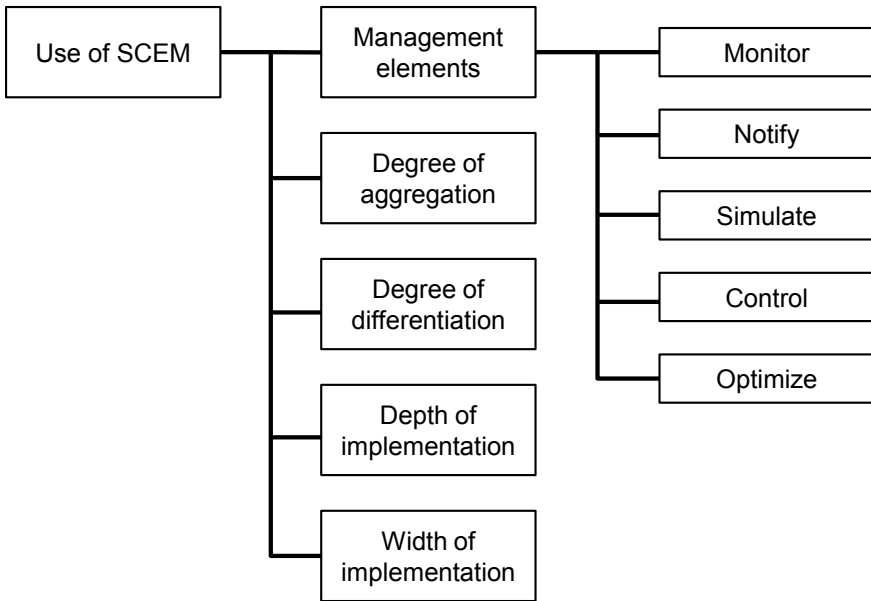 Use of SCEM
Management
elements
Degree of
aggregation
Degree of
differentiation
Depth of
implementation
Width of
implementation
Monitor
Notify
Simulate
Control
Optimize